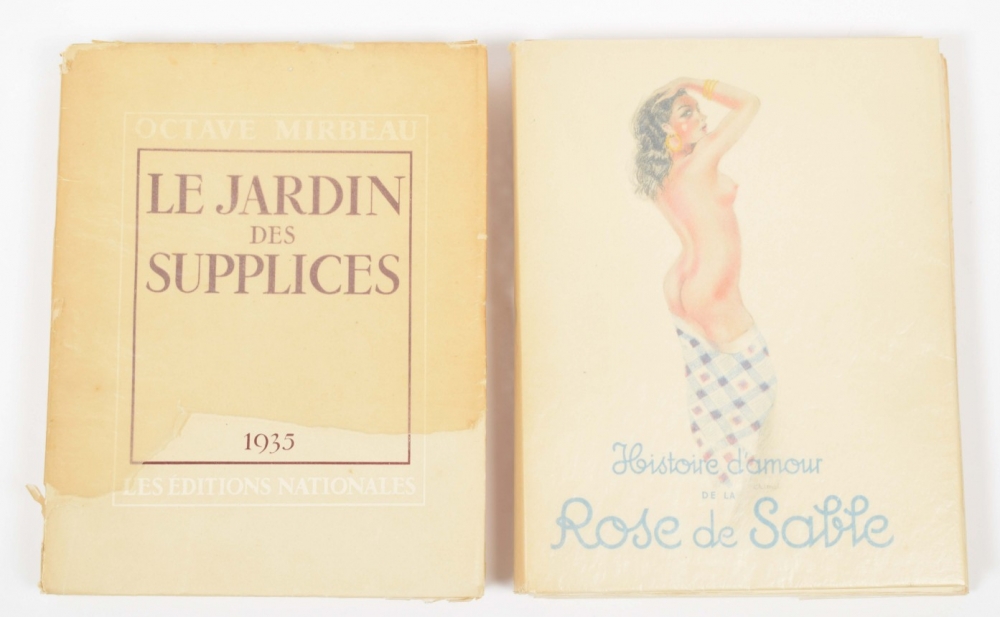 OCTAVE MIRBEAU
LE JARDIN
DES
SUPPLICES
1935
LES EDITIONS NATIONALES
Histoire d'amour
DE LA
Rose de Sable